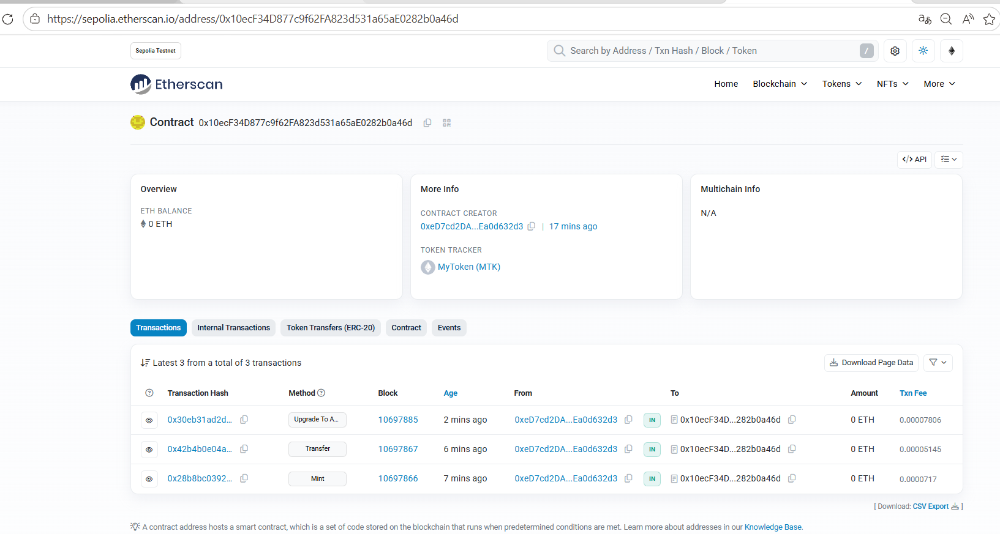 https://sepolia.etherscan.io/address/0x10ecF34D877c9f62FA823d531a65aE0282b0a46d
Sepolia Testnet
Search by Address / Txn Hash / Block / Token
/
Etherscan
Home Blockchain Tokens NFTs More
Contract 0x10ecF34D877c9f62FA823d531a65aE0282b0a46d
</> API
Overview
ETH BALANCE
0 ETH
More Info
CONTRACT CREATOR
0xeD7cd2DA...Ea0d632d3 | 17 mins ago
TOKEN TRACKER
MyToken (MTK)
Multichain Info
N/A
Transactions Internal Transactions Token Transfers (ERC-20) Contract Events
Latest 3 from a total of 3 transactions
Download Page Data
Transaction Hash Method Block Age From To Amount Txn Fee
0x30eb31ad2d... Upgrade To A... 10697885 2 mins ago 0xeD7cd2DA...Ea0d632d3 IN 0x10ecF34D...282b0a46d 0 ETH 0.00007806
0x42b4b0e04a... Transfer 10697867 6 mins ago 0xeD7cd2DA...Ea0d632d3 IN 0x10ecF34D...282b0a46d 0 ETH 0.00005145
0x28b8bc0392... Mint 10697866 7 mins ago 0xeD7cd2DA...Ea0d632d3 IN 0x10ecF34D...282b0a46d 0 ETH 0.0000717
[ Download: CSV Export ]
A contract address hosts a smart contract, which is a set of code stored on the blockchain that runs when predetermined conditions are met. Learn more about addresses in our Knowledge Base.